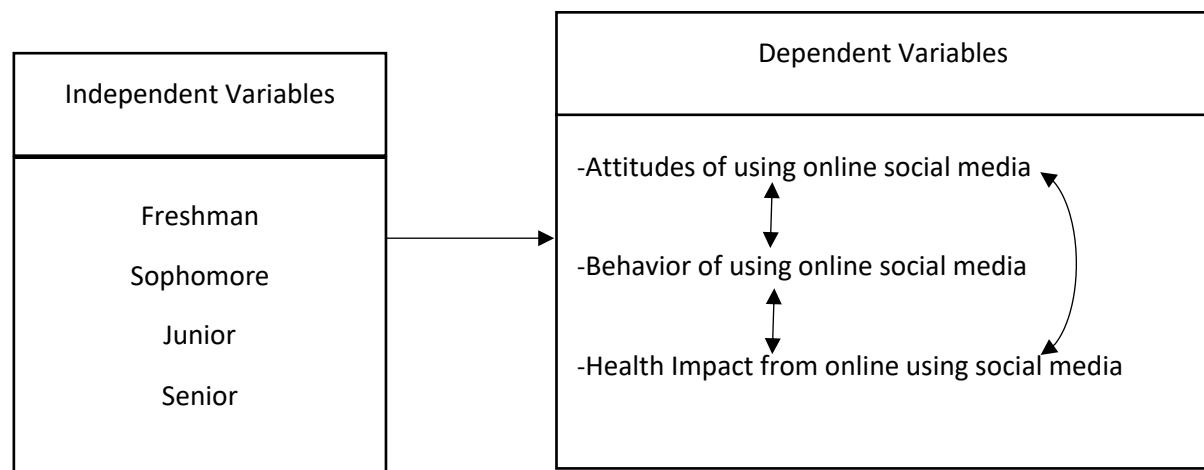 Independent Variables
Freshman
Sophomore
Junior
Senior
Dependent Variables
-Attitudes of using online social media
-Behavior of using online social media
-Health Impact from online using social media